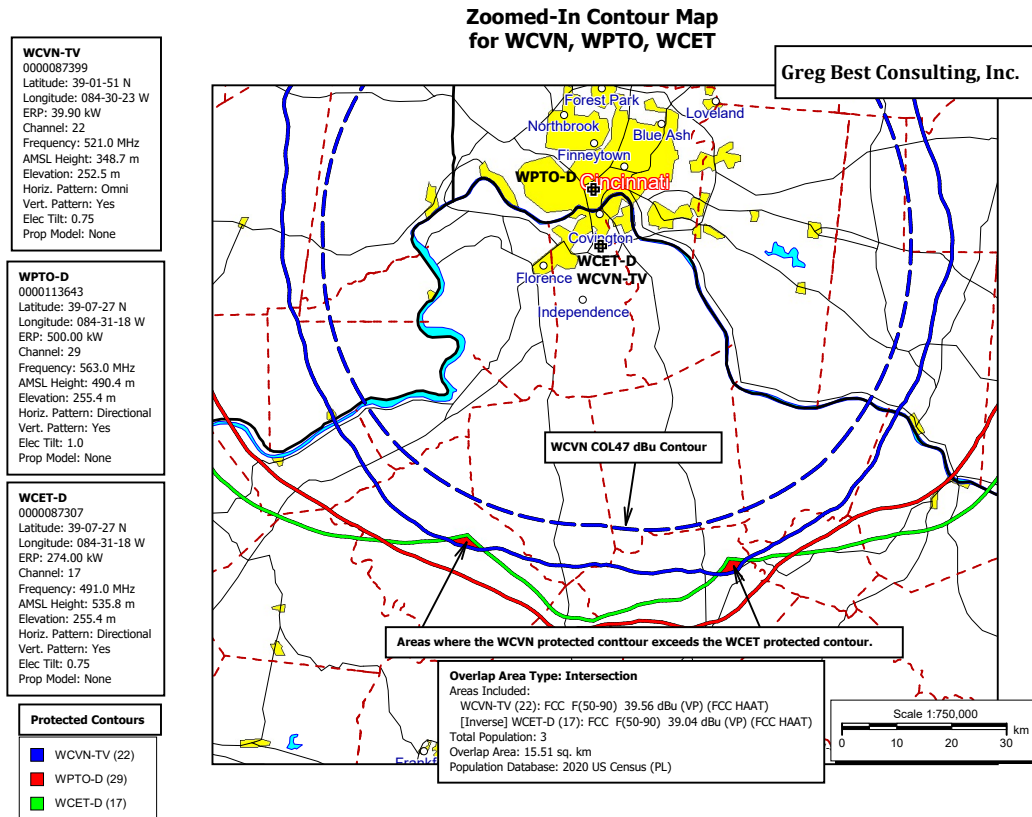 Zoomed-In Contour Map
for WCVN, WPTO, WCET
Greg Best Consulting, Inc.
WCVN-TV
0000087399
Latitude: 39-01-51 N
Longitude: 084-30-23 W
ERP: 39.90 kW
Channel: 22
Frequency: 521.0 MHz
AMSL Height: 348.7 m
Elevation: 252.5 m
Horiz. Pattern: Omni
Vert. Pattern: Yes
Elec Tilt: 0.75
Prop Model: None
WPTO-D
0000113643
Latitude: 39-07-27 N
Longitude: 084-31-18 W
ERP: 500.00 kW
Channel: 29
Frequency: 563.0 MHz
AMSL Height: 490.4 m
Elevation: 255.4 m
Horiz. Pattern: Directional
Vert. Pattern: Yes
Elec Tilt: 1.0
Prop Model: None
WCET-D
0000087307
Latitude: 39-07-27 N
Longitude: 084-31-18 W
ERP: 274.00 kW
Channel: 17
Frequency: 491.0 MHz
AMSL Height: 535.8 m
Elevation: 255.4 m
Horiz. Pattern: Directional
Vert. Pattern: Yes
Elec Tilt: 0.75
Prop Model: None
Protected Contours
WCVN-TV (22)
WPTO-D (29)
WCET-D (17)
Forest Park
Loveland
Northbrook
Blue Ash
Finneytown
WPTO-D
Cincinnati
Covington
WCET-D
WCVN-TV
Florence
Independence
WCVN COL47 dBu Contour
Areas where the WCVN protected conttour exceeds the WCET protected contour.
Overlap Area Type: Intersection
Areas Included:
WCVN-TV (22): FCC F(50-90) 39.56 dBu (VP) (FCC HAAT)
[Inverse] WCET-D (17): FCC F(50-90) 39.04 dBu (VP) (FCC HAAT)
Total Population: 3
Overlap Area: 15.51 sq. km
Population Database: 2020 US Census (PL)
Frankf
Scale 1:750,000
0 10 20 30 km